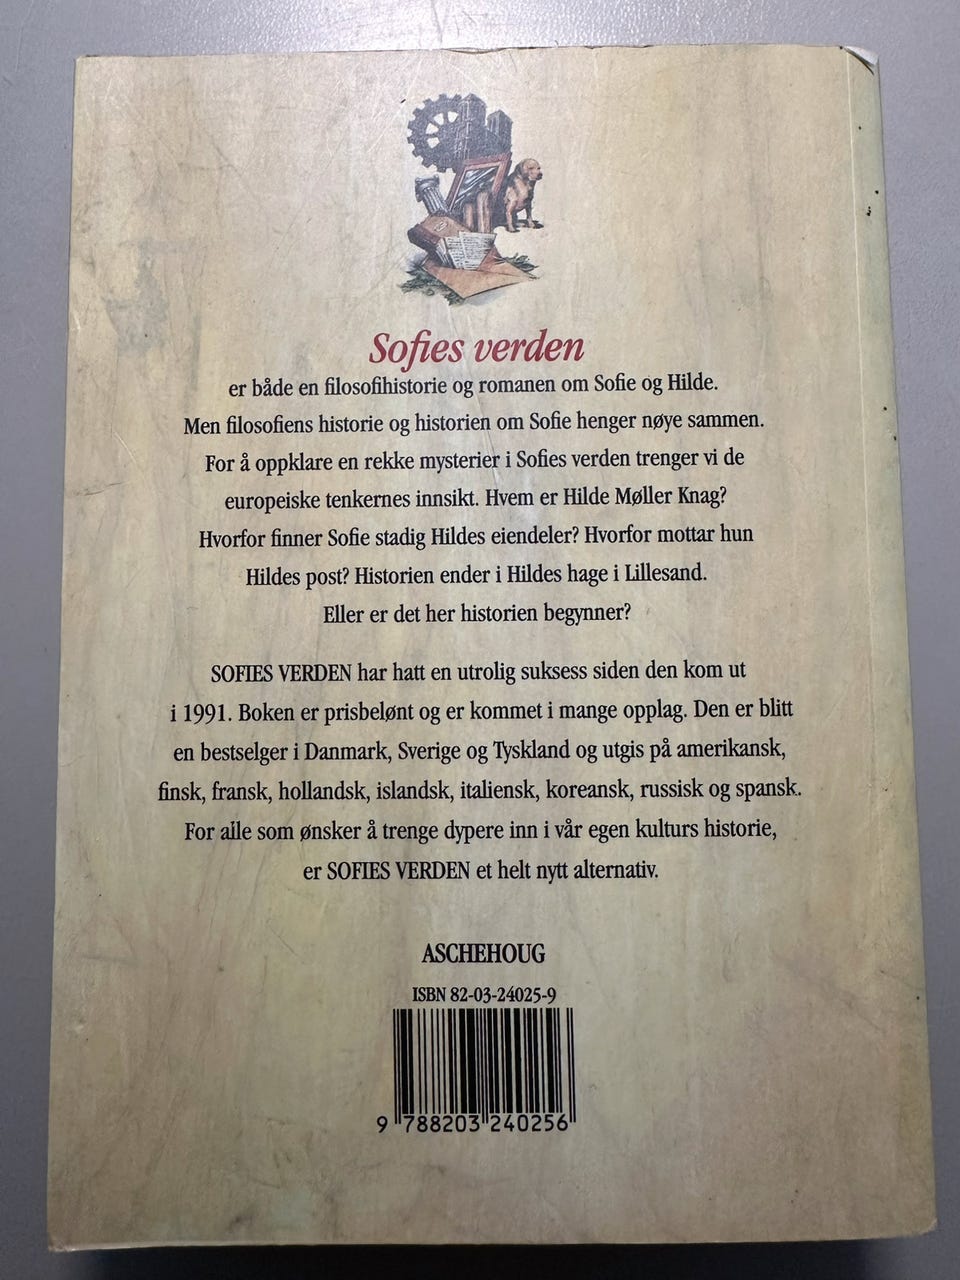 Sofies verden
er både en filosofihistorie og romanen om Sofie og Hilde.
Men filosofiens historie og historien om Sofie henger nøye sammen.
For å oppklare en rekke mysterier i Sofies verden trenger vi de
europeiske tenkernes innsikt. Hvem er Hilde Møller Knag?
Hvorfor finner Sofie stadig Hildes eiendeler? Hvorfor mottar hun
Hildes post? Historien ender i Hildes hage i Lillesand.
Eller er det her historien begynner?
SOFIES VERDEN har hatt en utrolig suksess siden den kom ut
i 1991. Boken er prisbelønt og er kommet i mange opplag. Den er blitt
en bestselger i Danmark, Sverige og Tyskland og utgis på amerikansk,
finsk, fransk, hollandsk, islandsk, italiensk, koreansk, russisk og spansk.
For alle som ønsker å trenge dypere inn i vår egen kulturs historie,
er SOFIES VERDEN et helt nytt alternativ.
ASCHEHOUG
ISBN 82-03-24025-9
9 788203 240256